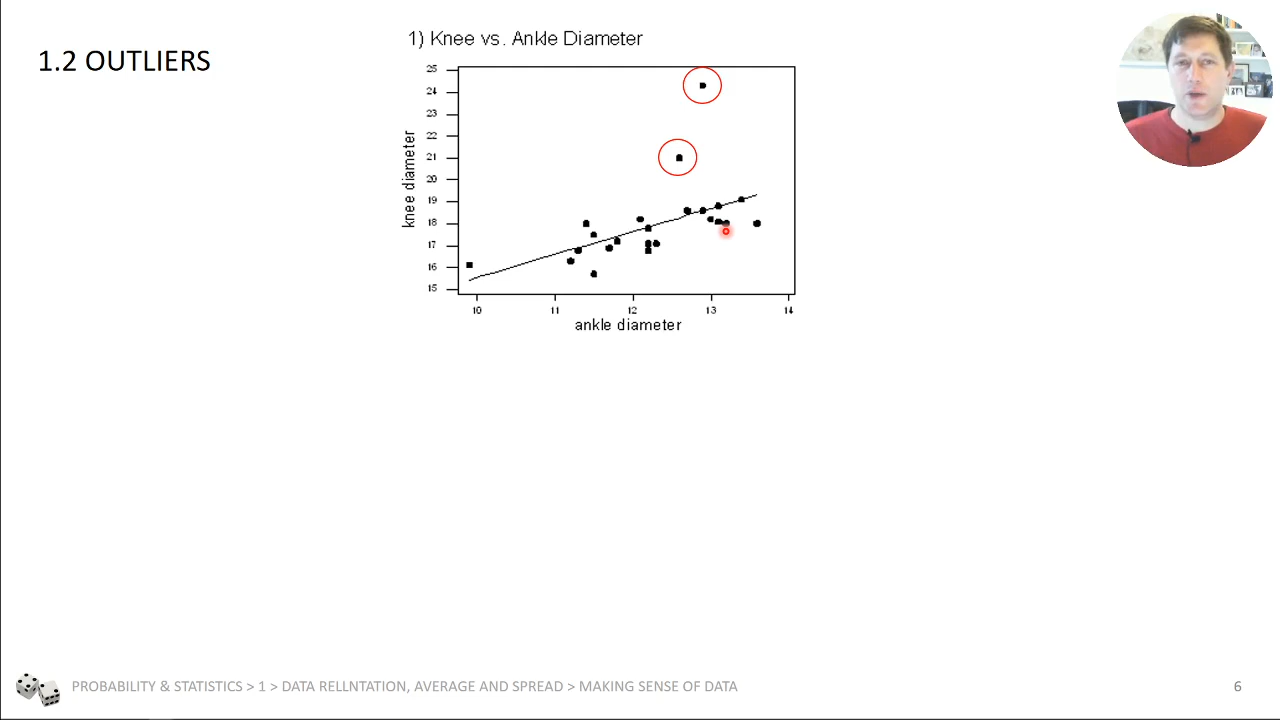 1.2 OUTLIERS
1) Knee vs. Ankle Diameter
knee diameter
25
24
23
22
21
20
19
18
17
16
15
10 11 12 13 14
ankle diameter
PROBABILITY & STATISTICS > 1 > DATA RELLNTATION, AVERAGE AND SPREAD > MAKING SENSE OF DATA
6